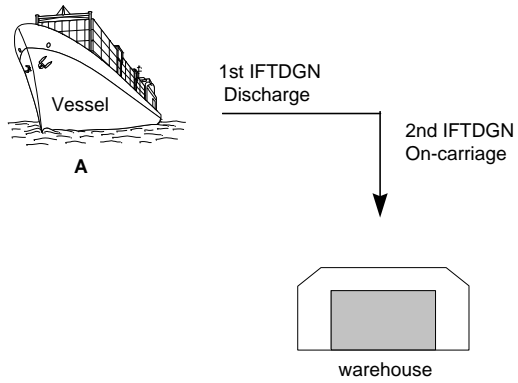 1st IFTDGN
Discharge
Vessel
2nd IFTDGN
On-carriage
A
warehouse